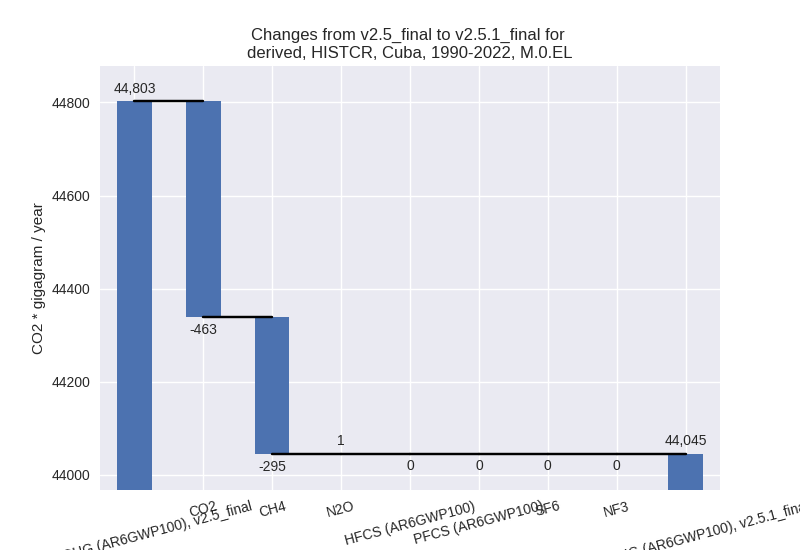 Changes from v2.5_final to v2.5.1_final for
derived, HISTCR, Cuba, 1990-2022, M.0.EL
CO2 * gigagram / year
44800
44600
44400
44200
44000
44,803
-463
-295
1
0
0
0
0
44,045
(AR6GWP100), v2.5_final
CO2
CH4
N2O
HFCS (AR6GWP100)
PFCS (AR6GWP100)
SF6
NF3
(AR6GWP100), v2.5.1_fina